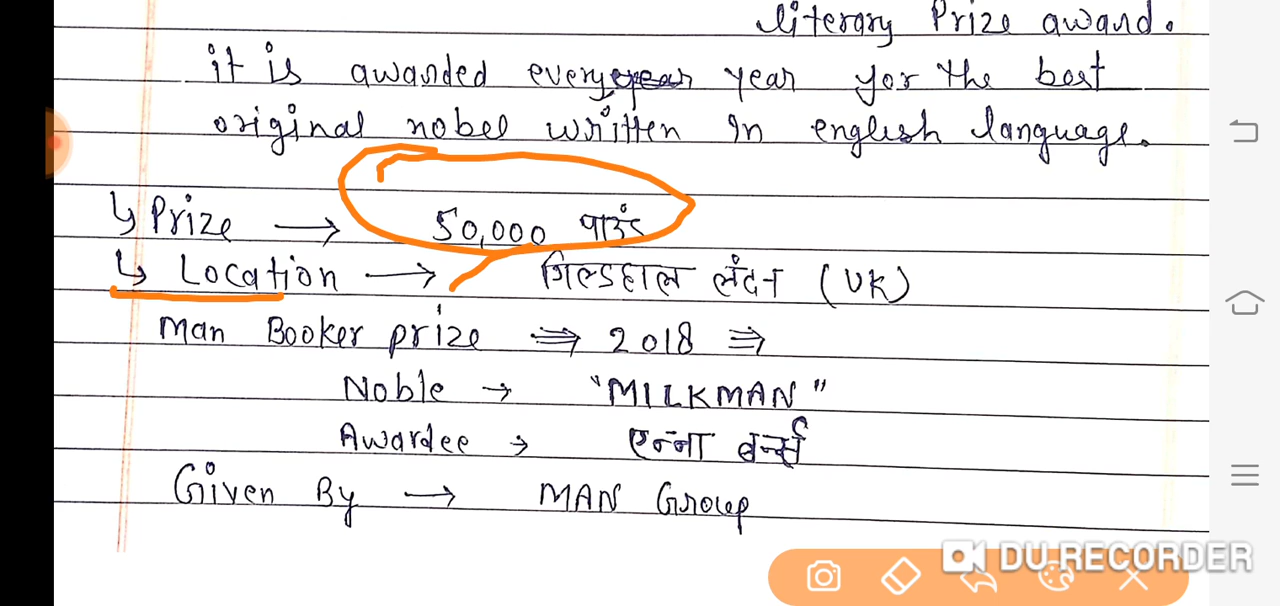 literary Prize award.
it is awarded every year for the best
original nobel written in english language.
↳ Prize → 50,000 पाउंड
↳ Location → गिल्डहाल लंदन (UK)
Man Booker prize ⇒ 2018 ⇒
Noble → "MILKMAN"
Awardee → एन्ना बर्न्स
Given By → MAN Group
DU RECORDER